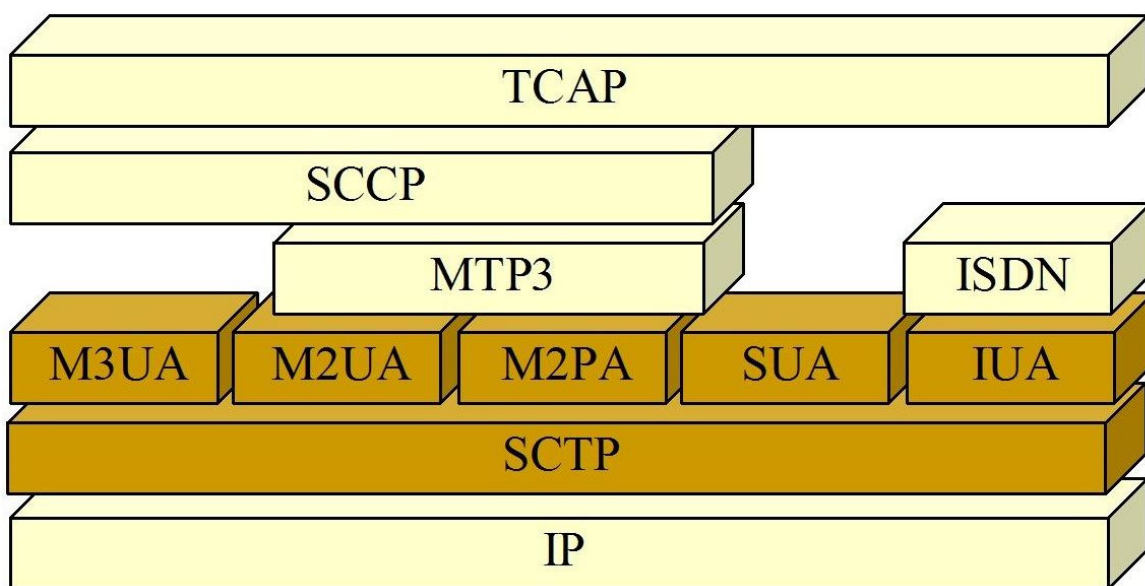 TCAP
SCCP
MTP3 ISDN
M3UA M2UA M2PA SUA IUA
SCTP
IP